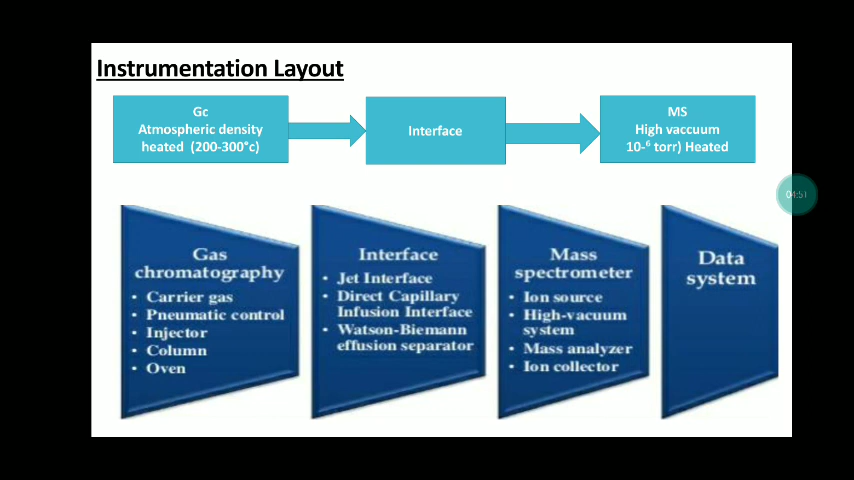 Instrumentation Layout
Gc
Atmospheric density
heated (200-300°c)
Interface
MS
High vaccuum
10-⁶ torr) Heated
04:51
Gas
chromatography
• Carrier gas
• Pneumatic control
• Injector
• Column
• Oven
Interface
• Jet Interface
• Direct Capillary
Infusion Interface
• Watson-Biemann
effusion separator
Mass
spectrometer
• Ion source
• High-vacuum
system
• Mass analyzer
• Ion collector
Data
system